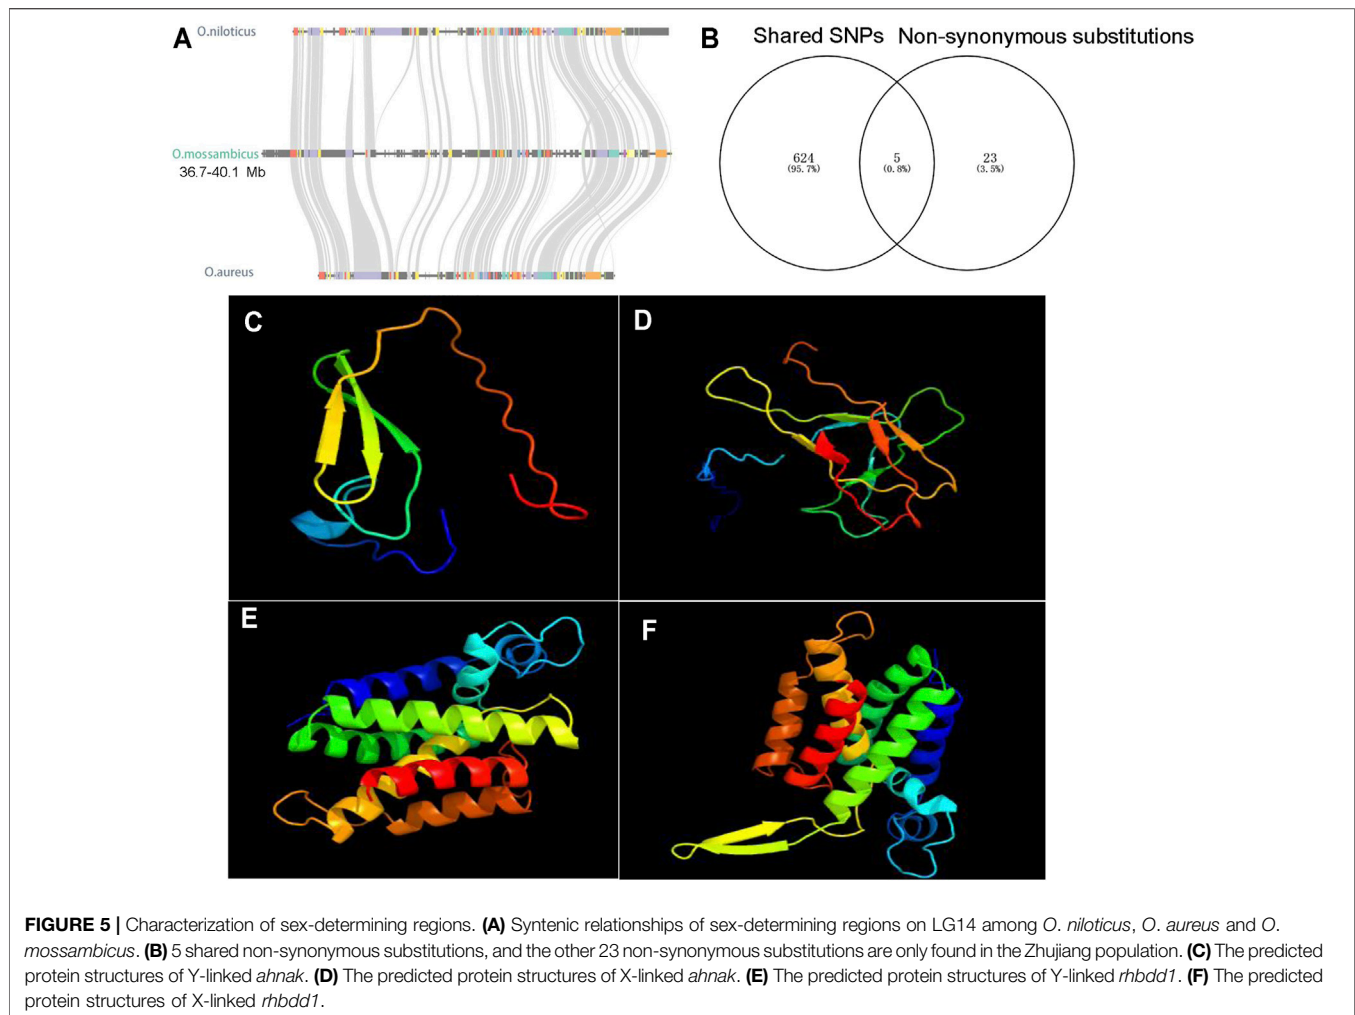 A
O.niloticus
O.mossambicus
36.7-40.1 Mb
O.aureus
B
Shared SNPs Non-synonymous substitutions
624 5 23
(95.7%) (0.8%) (3.5%)
C
D
E
F
FIGURE 5 | Characterization of sex-determining regions. (A) Syntenic relationships of sex-determining regions on LG14 among O. niloticus, O. aureus and O.
mossambicus. (B) 5 shared non-synonymous substitutions, and the other 23 non-synonymous substitutions are only found in the Zhujiang population. (C) The predicted
protein structures of Y-linked ahnak. (D) The predicted protein structures of X-linked ahnak. (E) The predicted protein structures of Y-linked rhbdd1. (F) The predicted
protein structures of X-linked rhbdd1.